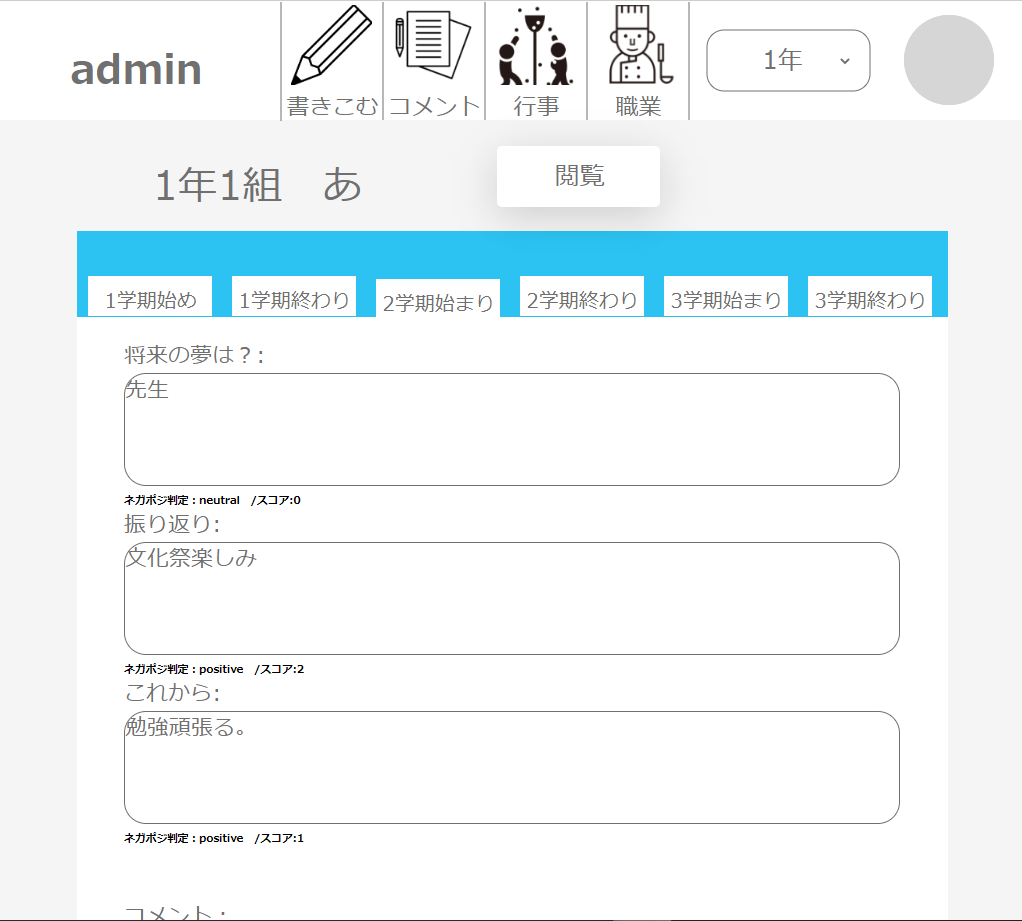 admin
書きこむ コメント 行事 職業
1年
1年1組 あ
閲覧
1学期始め 1学期終わり 2学期始まり 2学期終わり 3学期始まり 3学期終わり
将来の夢は？:
先生
ネガポジ判定：neutral /スコア:0
振り返り:
文化祭楽しみ
ネガポジ判定：positive /スコア:2
これから:
勉強頑張る。
ネガポジ判定：positive /スコア:1
コメント：